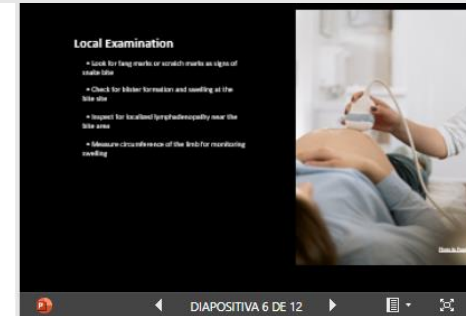 Local Examination
• Look for fang marks or scratch marks as signs of
snake bite
• Check for blister formation and swelling at the
bite site
• Inspect for localized lymphadenopathy near the
bite area
• Measure circumference of the limb for monitoring
swelling
DIAPOSITIVA 6 DE 12